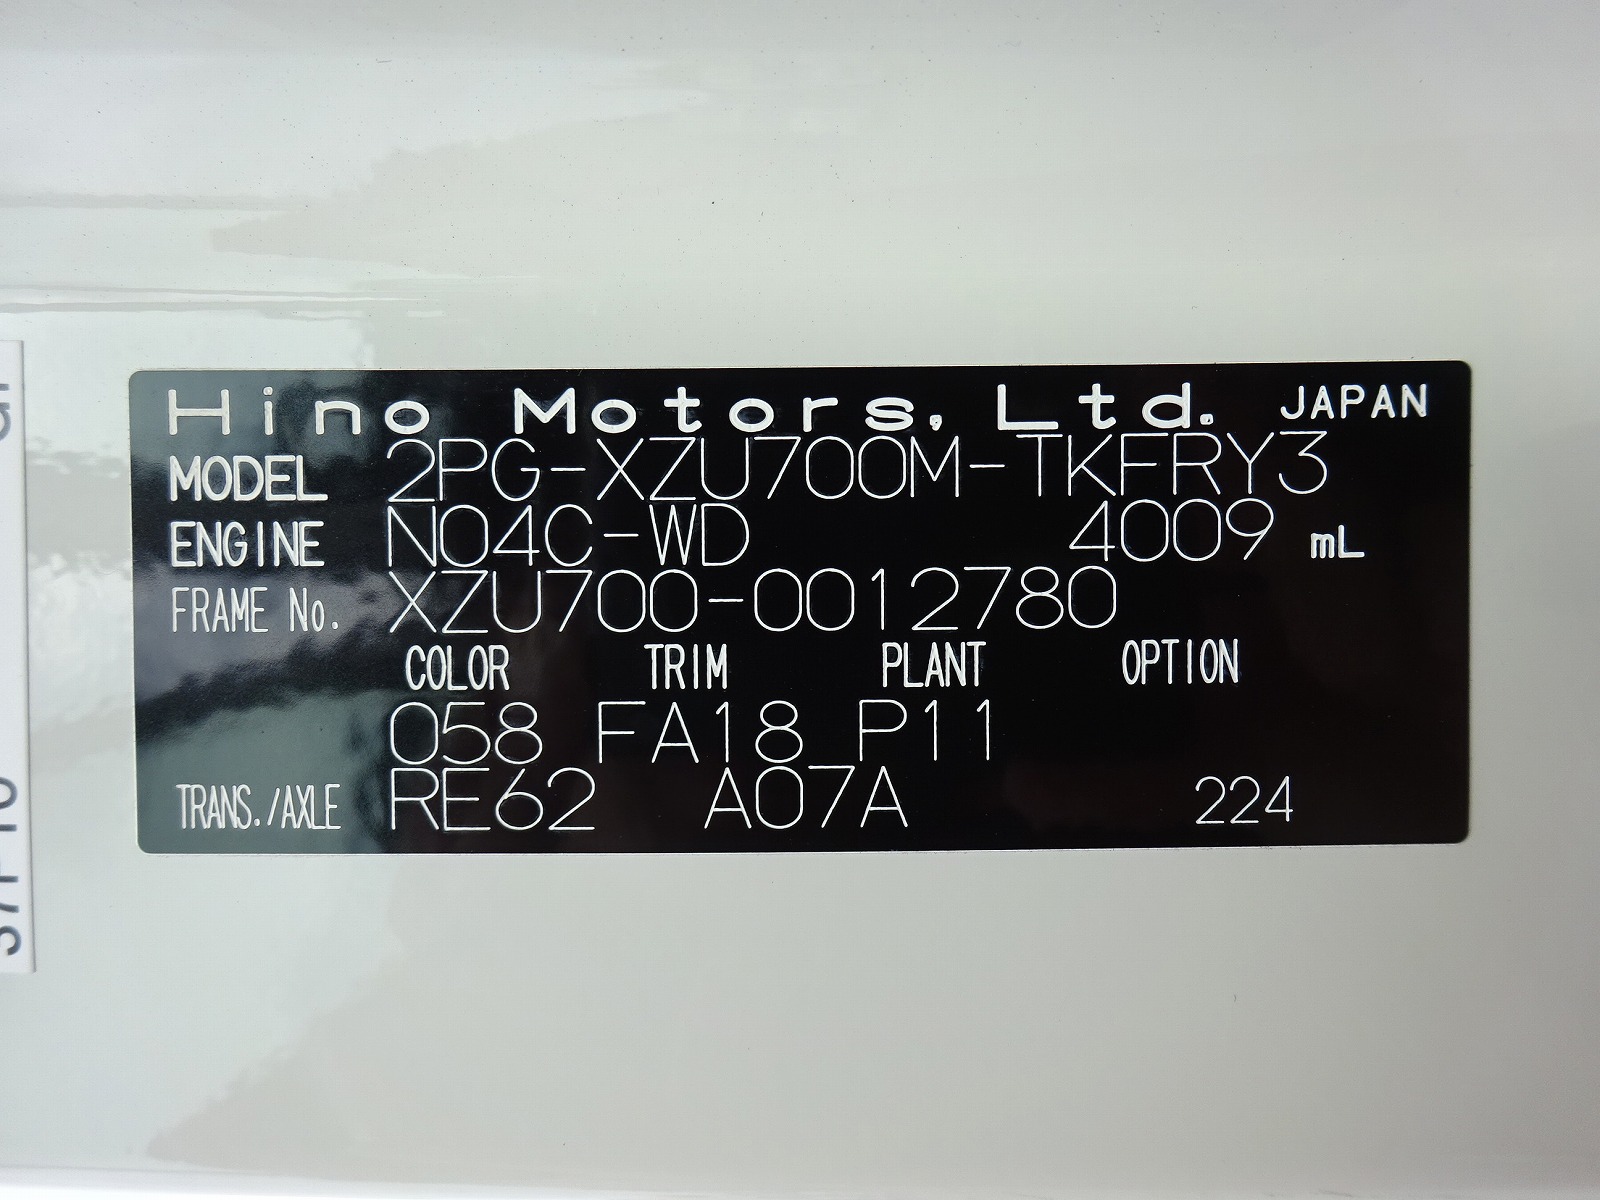 Hino Motors, Ltd. JAPAN
MODEL 2PG-XZU700M-TKFRY3
ENGINE N04C-WD 4009 mL
FRAME No. XZU700-0012780
COLOR TRIM PLANT OPTION
058 FA18 P11
TRANS./AXLE RE62 A07A 224